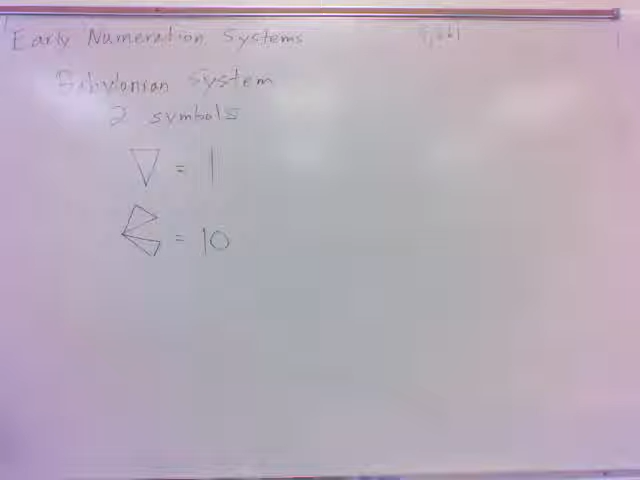 Early Numeration Systems
Babylonian System
2 symbols
▽ = 1
= 10